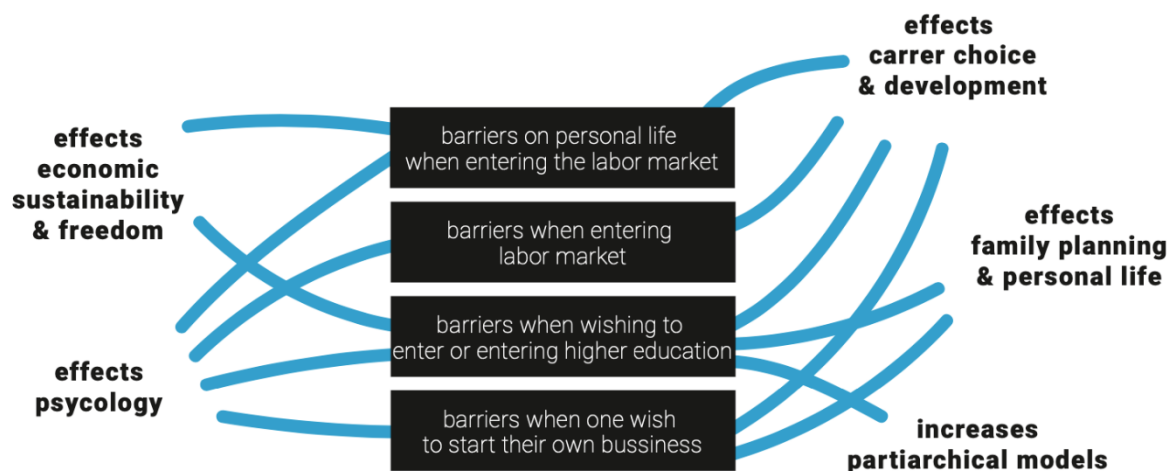 effects
economic
sustainability
& freedom
effects
psycology
barriers on personal life
when entering the labor market
barriers when entering
labor market
barriers when wishing to
enter or entering higher education
barriers when one wish
to start their own bussiness
effects
carrer choice
& development
effects
family planning
& personal life
increases
partiarchical models